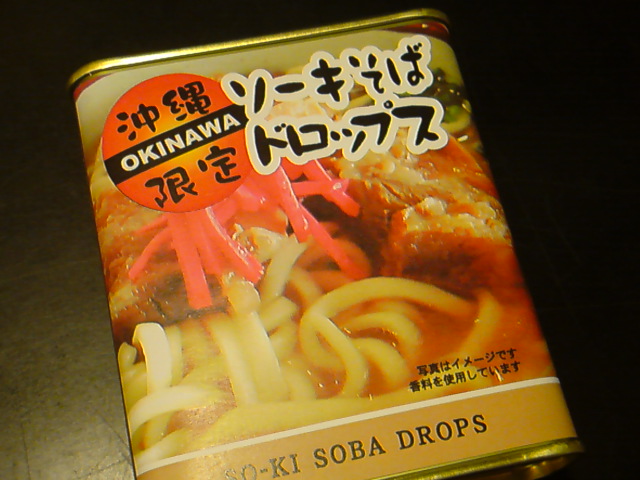 沖縄
OKINAWA
限定
ソーキそば
ドロップス
写真はイメージです
香料を使用しています
SO-KI SOBA DROPS